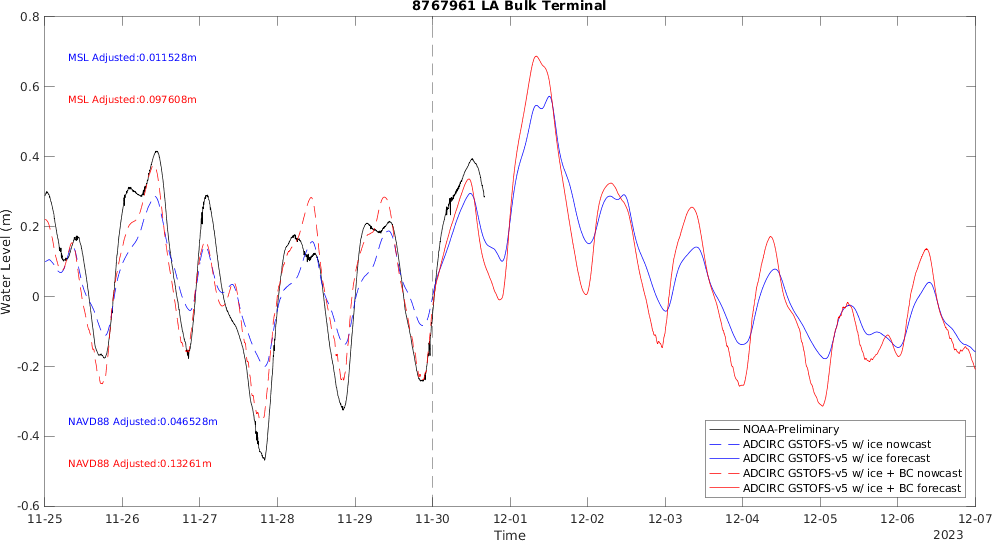 8767961 LA Bulk Terminal
0.8
0.6
0.4
0.2
0
-0.2
-0.4
-0.6
Water Level (m)
MSL Adjusted:0.011528m
MSL Adjusted:0.097608m
NAVD88 Adjusted:0.046528m
NAVD88 Adjusted:0.13261m
NOAA-Preliminary
ADCIRC GSTOFS-v5 w/ ice nowcast
ADCIRC GSTOFS-v5 w/ ice forecast
ADCIRC GSTOFS-v5 w/ ice + BC nowcast
ADCIRC GSTOFS-v5 w/ ice + BC forecast
11-25 11-26 11-27 11-28 11-29 11-30 12-01 12-02 12-03 12-04 12-05 12-06 12-07
Time
2023